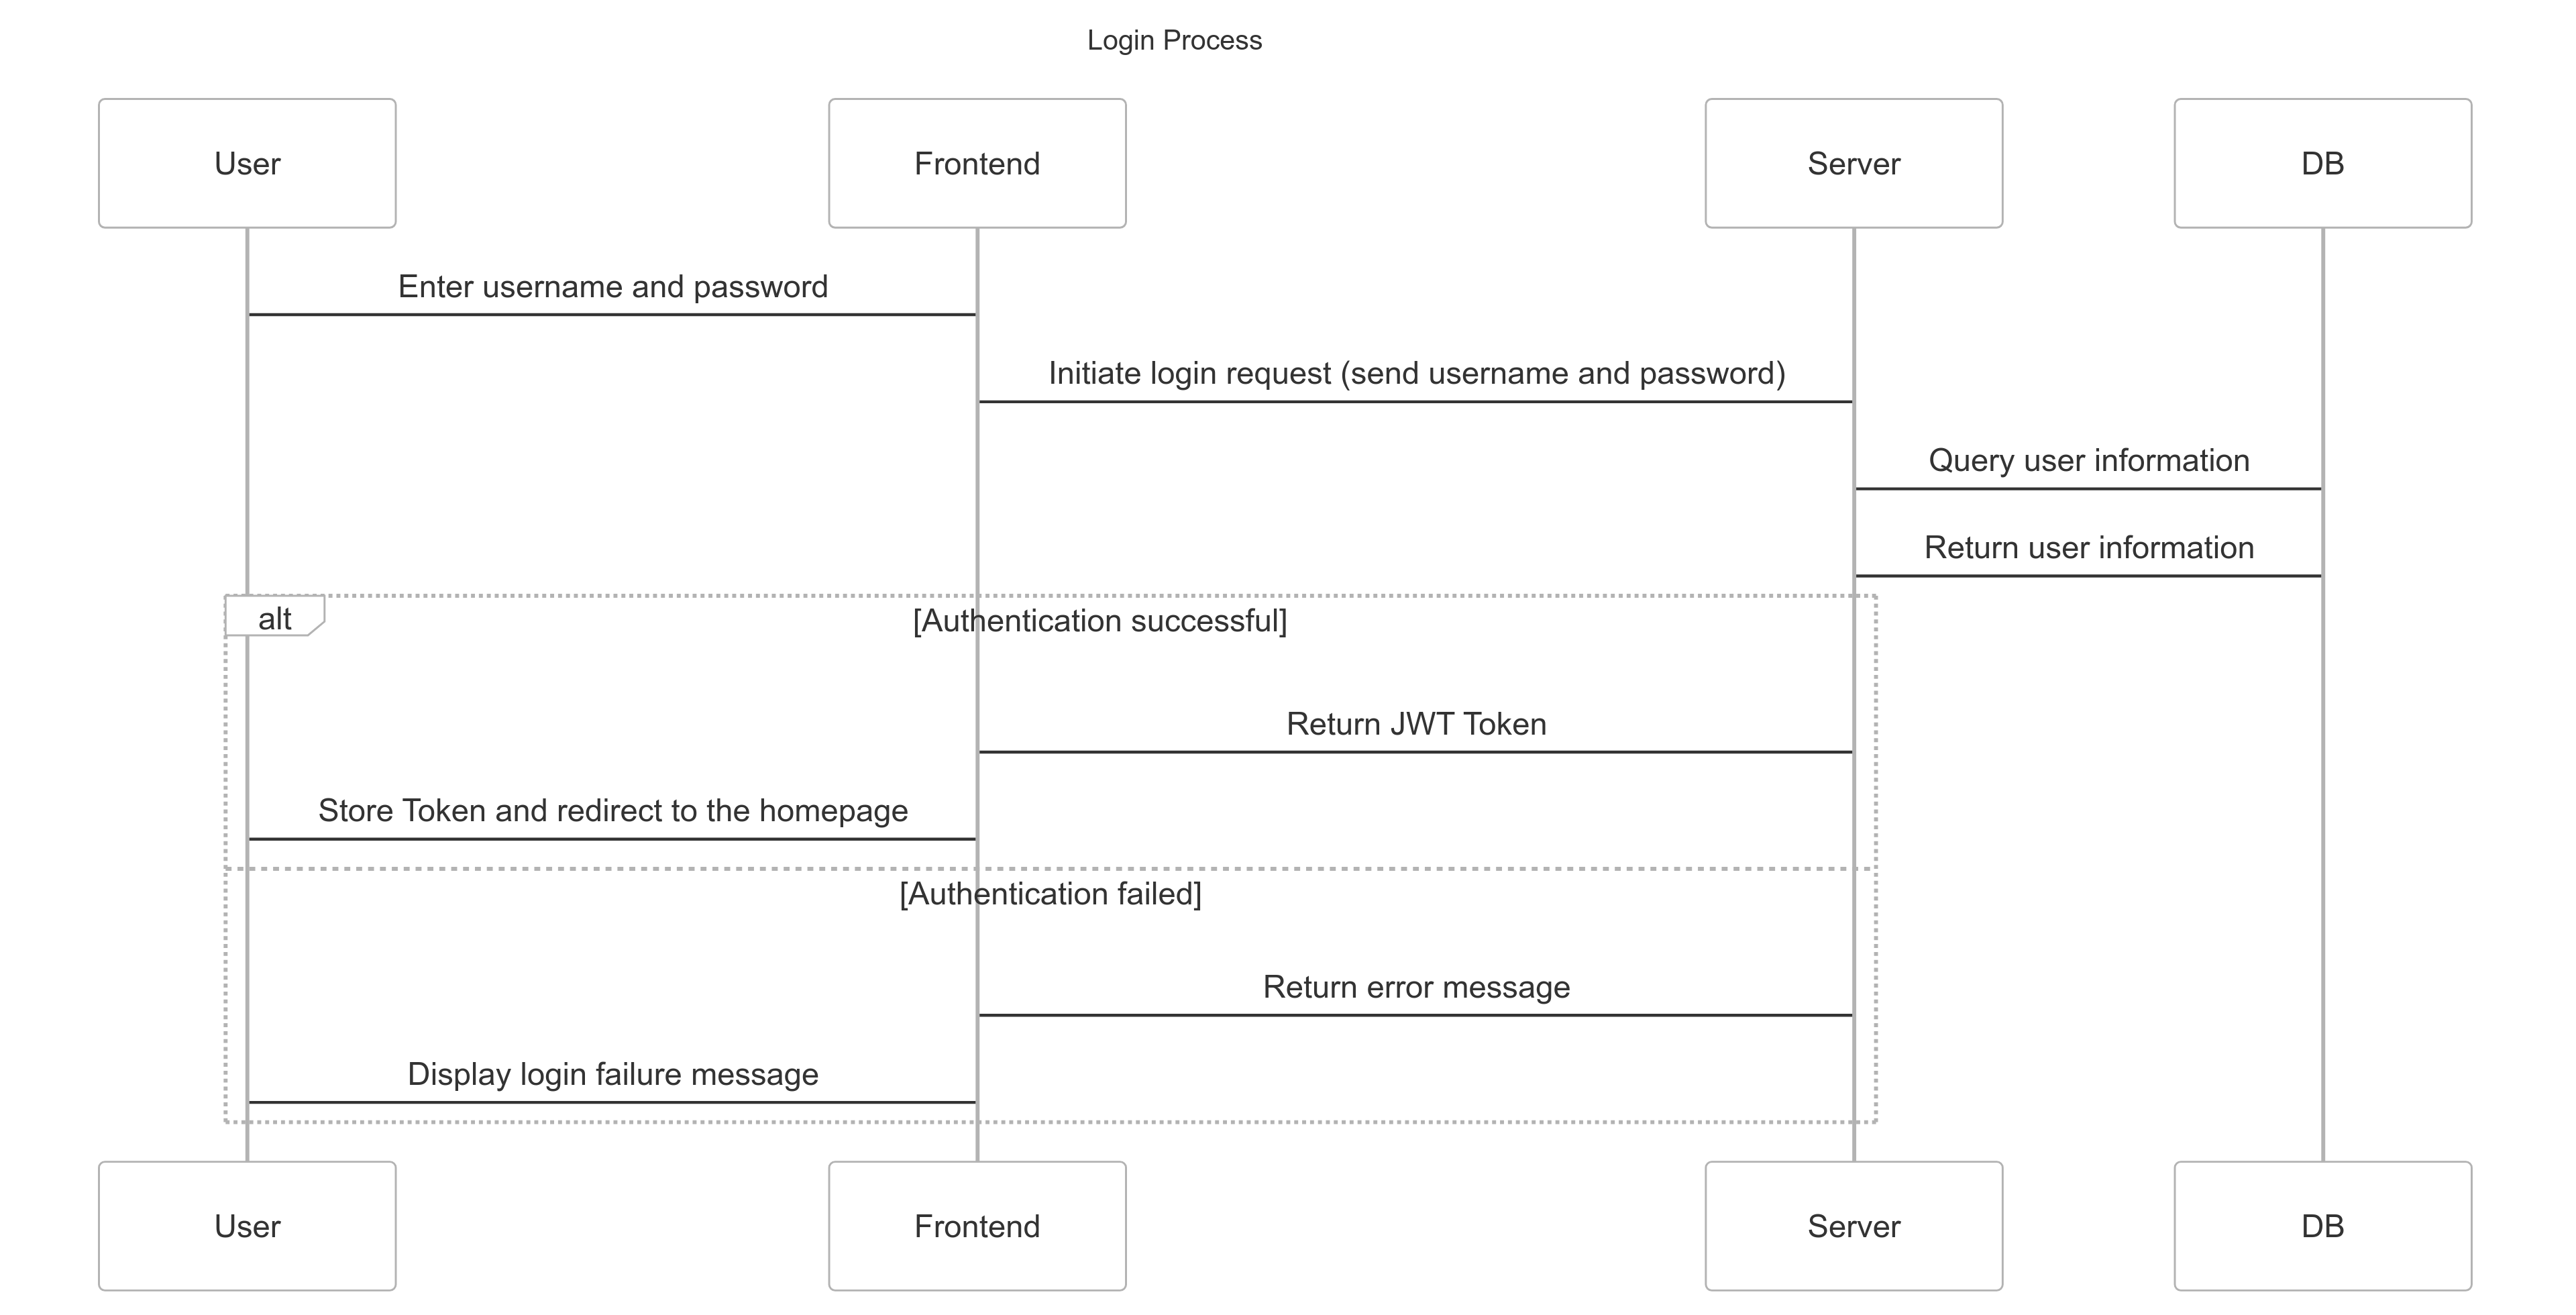 Login Process
User
Frontend
Server
DB
Enter username and password
Initiate login request (send username and password)
Query user information
Return user information
alt
[Authentication successful]
Return JWT Token
Store Token and redirect to the homepage
[Authentication failed]
Return error message
Display login failure message
User
Frontend
Server
DB